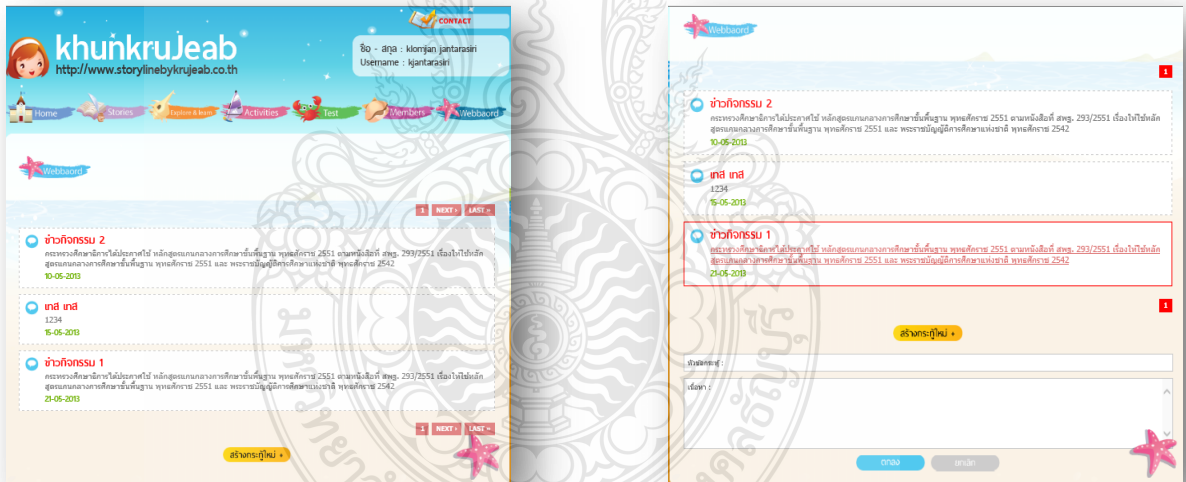 CONTACT
khunkruJeab
http://www.storylinebykrujeab.co.th
ชื่อ - สกุล : klomjan jantarasiri
Username : kjantarasiri
Home
Stories
Explore & learn
Activities
Test
Members
Webbaord
Webbaord
1 NEXT › LAST »
ข่าวกิจกรรม 2
กระทรวงศึกษาธิการได้ประกาศใช้ หลักสูตรแกนกลางการศึกษาขั้นพื้นฐาน พุทธศักราช 2551 ตามหนังสือที่ สพฐ. 293/2551 เรื่องให้ใช้หลัก
สูตรแกนกลางการศึกษาขั้นพื้นฐาน พุทธศักราช 2551 และ พระราชบัญญัติการศึกษาแห่งชาติ พุทธศักราช 2542
10-05-2013
เทส เทส
1234
15-05-2013
ข่าวกิจกรรม 1
กระทรวงศึกษาธิการได้ประกาศใช้ หลักสูตรแกนกลางการศึกษาขั้นพื้นฐาน พุทธศักราช 2551 ตามหนังสือที่ สพฐ. 293/2551 เรื่องให้ใช้หลัก
สูตรแกนกลางการศึกษาขั้นพื้นฐาน พุทธศักราช 2551 และ พระราชบัญญัติการศึกษาแห่งชาติ พุทธศักราช 2542
21-05-2013
1 NEXT › LAST »
สร้างกระทู้ใหม่ +
Webbaord
1
ข่าวกิจกรรม 2
กระทรวงศึกษาธิการได้ประกาศใช้ หลักสูตรแกนกลางการศึกษาขั้นพื้นฐาน พุทธศักราช 2551 ตามหนังสือที่ สพฐ. 293/2551 เรื่องให้ใช้หลัก
สูตรแกนกลางการศึกษาขั้นพื้นฐาน พุทธศักราช 2551 และ พระราชบัญญัติการศึกษาแห่งชาติ พุทธศักราช 2542
10-05-2013
เทส เทส
1234
15-05-2013
ข่าวกิจกรรม 1
กระทรวงศึกษาธิการได้ประกาศใช้ หลักสูตรแกนกลางการศึกษาขั้นพื้นฐาน พุทธศักราช 2551 ตามหนังสือที่ สพฐ. 293/2551 เรื่องให้ใช้หลัก
สูตรแกนกลางการศึกษาขั้นพื้นฐาน พุทธศักราช 2551 และ พระราชบัญญัติการศึกษาแห่งชาติ พุทธศักราช 2542
21-05-2013
1
สร้างกระทู้ใหม่ +
หัวข้อกระทู้ :
เนื้อหา :
ตกลง
ยกเลิก